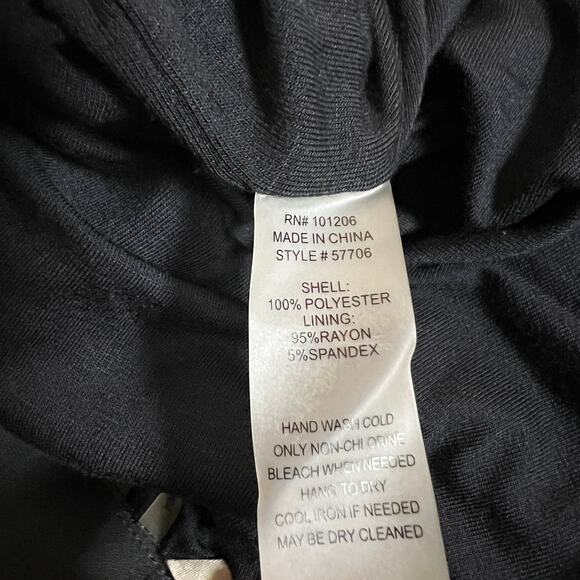 RN# 101206
MADE IN CHINA
STYLE # 57706
SHELL:
100% POLYESTER
LINING:
95%RAYON
5%SPANDEX
HAND WASH COLD
ONLY NON-CHLORINE
BLEACH WHEN NEEDED
HANG TO DRY
COOL IRON IF NEEDED
MAY BE DRY CLEANED